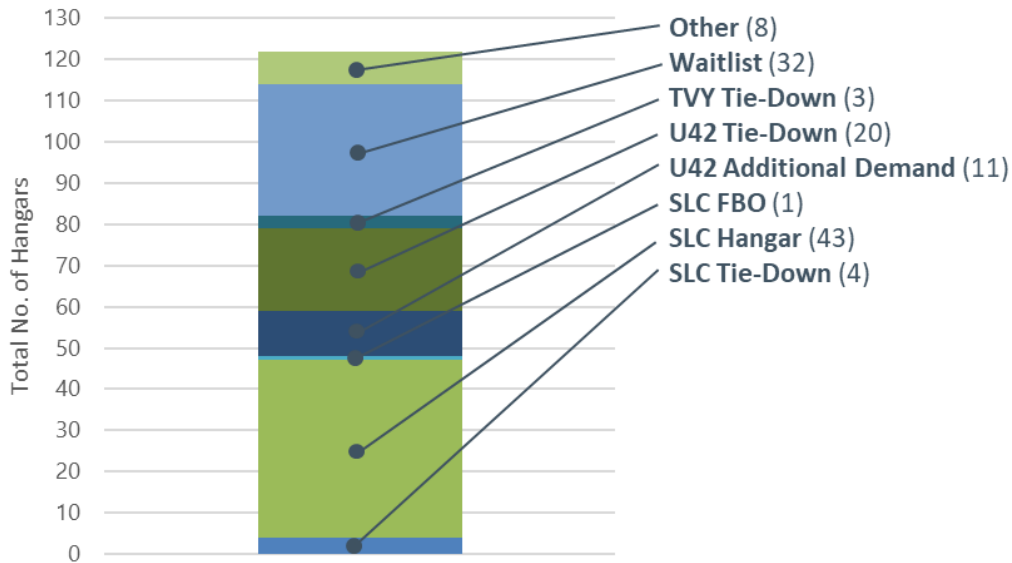 130
120
110
100
90
80
70
60
50
40
30
20
10
0
Total No. of Hangars
Other (8)
Waitlist (32)
TVY Tie-Down (3)
U42 Tie-Down (20)
U42 Additional Demand (11)
SLC FBO (1)
SLC Hangar (43)
SLC Tie-Down (4)